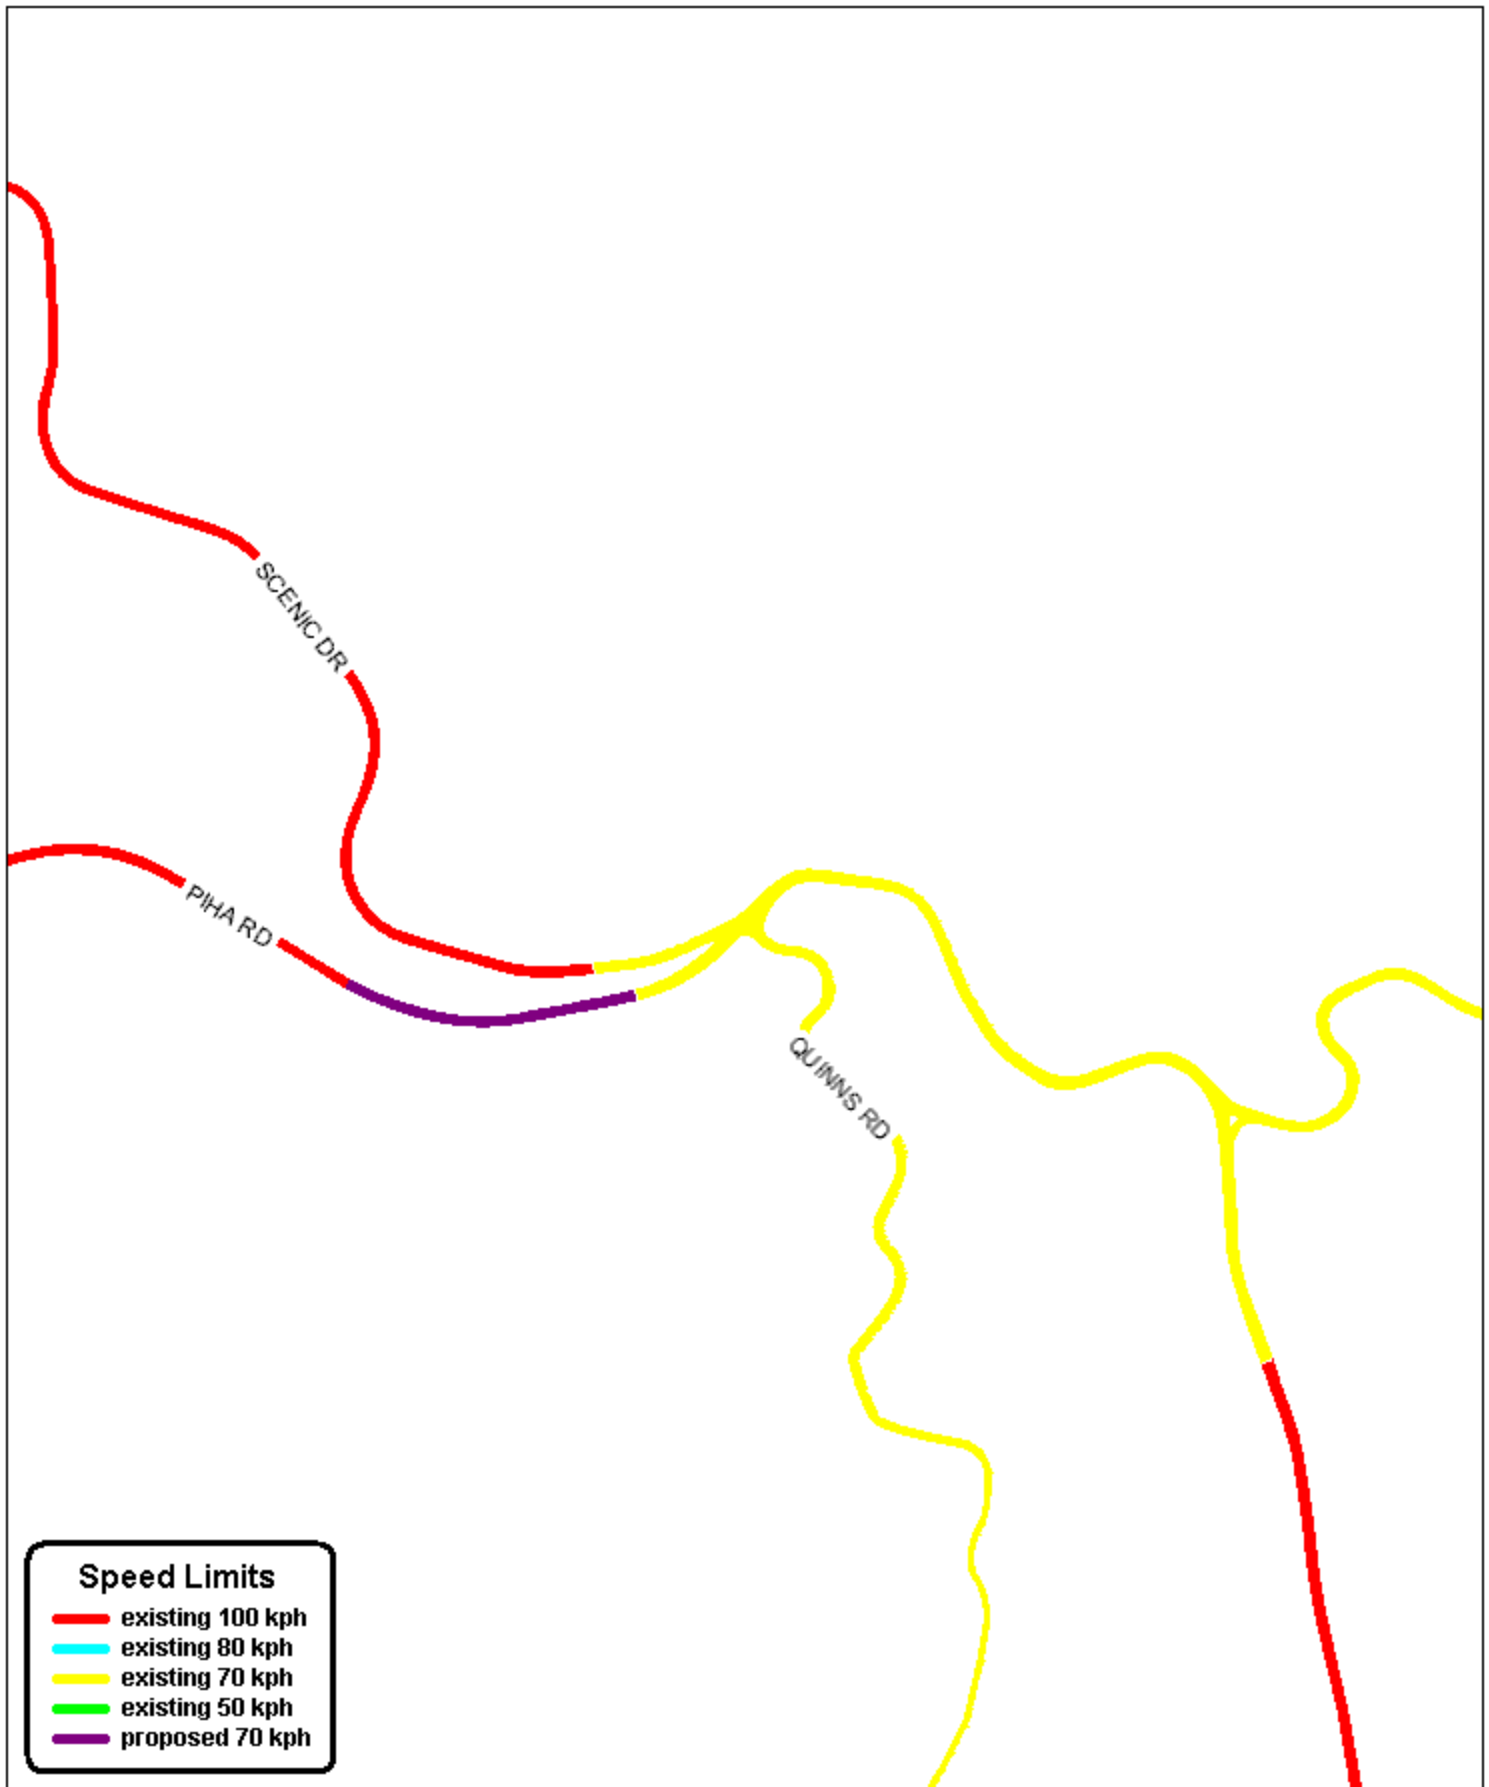 SCENIC DR
PIHA RD
QUINNS RD
Speed Limits
existing 100 kph
existing 80 kph
existing 70 kph
existing 50 kph
proposed 70 kph